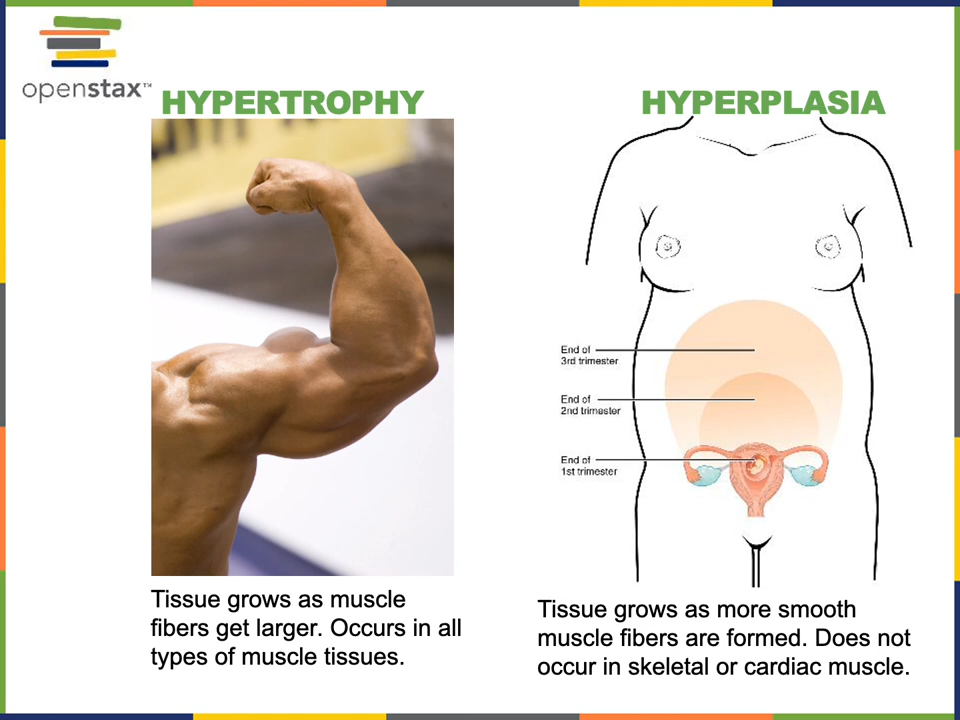 openstax™
HYPERTROPHY
HYPERPLASIA
End of
3rd trimester
End of
2nd trimester
End of
1st trimester
Tissue grows as muscle
fibers get larger. Occurs in all
types of muscle tissues.
Tissue grows as more smooth
muscle fibers are formed. Does not
occur in skeletal or cardiac muscle.